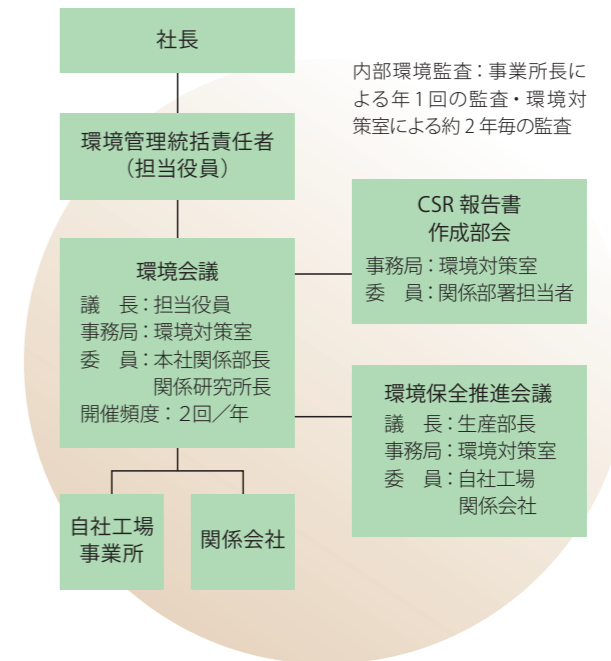 社長
内部環境監査：事業所長に
よる年1回の監査・環境対
策室による約2年毎の監査
環境管理統括責任者
（担当役員）
CSR 報告書
作成部会
事務局：環境対策室
委　員：関係部署担当者
環境会議
議　長：担当役員
事務局：環境対策室
委　員：本社関係部長
関係研究所長
開催頻度：2回／年
環境保全推進会議
議　長：生産部長
事務局：環境対策室
委　員：自社工場
関係会社
自社工場
事業所
関係会社